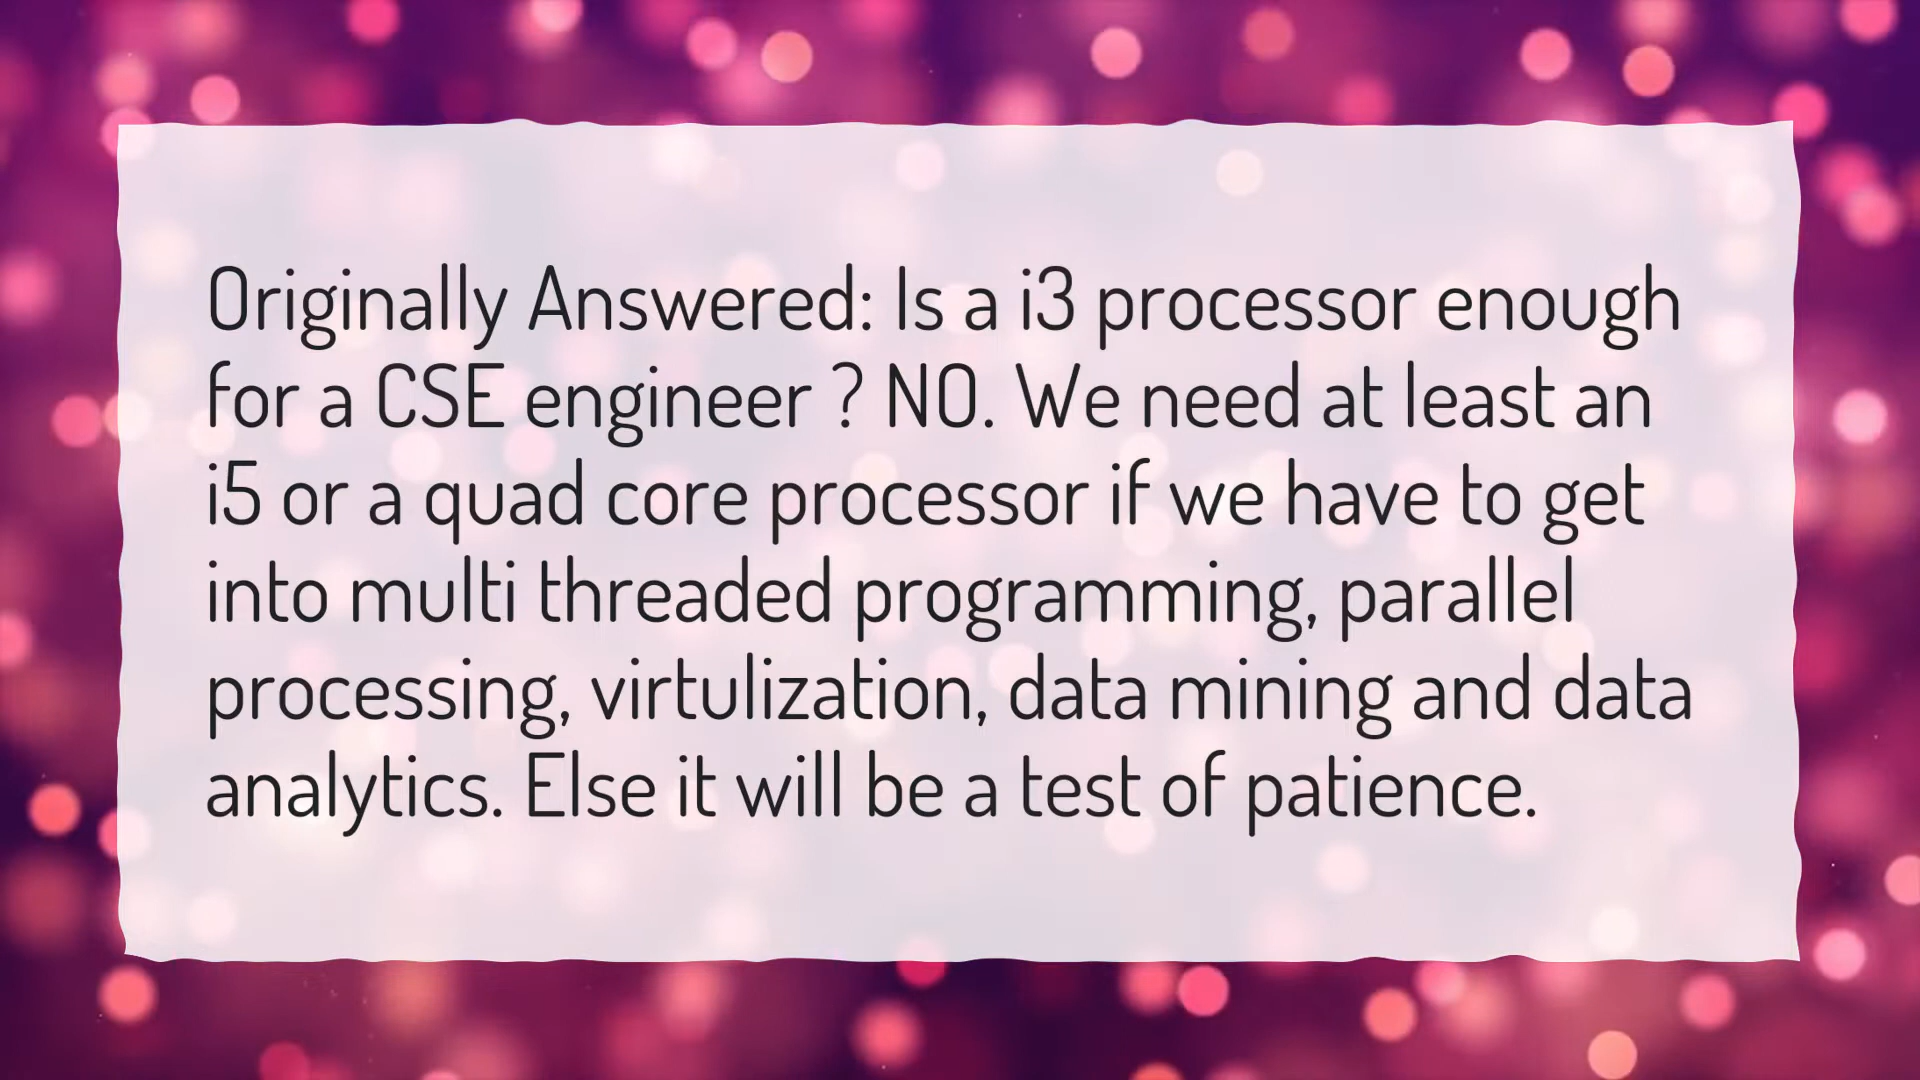 Originally Answered: Is a i3 processor enough
for a CSE engineer ? NO. We need at least an
i5 or a quad core processor if we have to get
into multi threaded programming, parallel
processing, virtulization, data mining and data
analytics. Else it will be a test of patience.